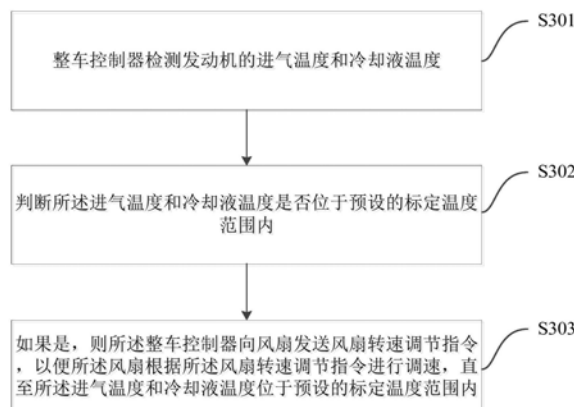 S301
整车控制器检测发动机的进气温度和冷却液温度
S302
判断所述进气温度和冷却液温度是否位于预设的标定温度
范围内
S303
如果是，则所述整车控制器向风扇发送风扇转速调节指令
，以便所述风扇根据所述风扇转速调节指令进行调速，直
至所述进气温度和冷却液温度位于预设的标定温度范围内